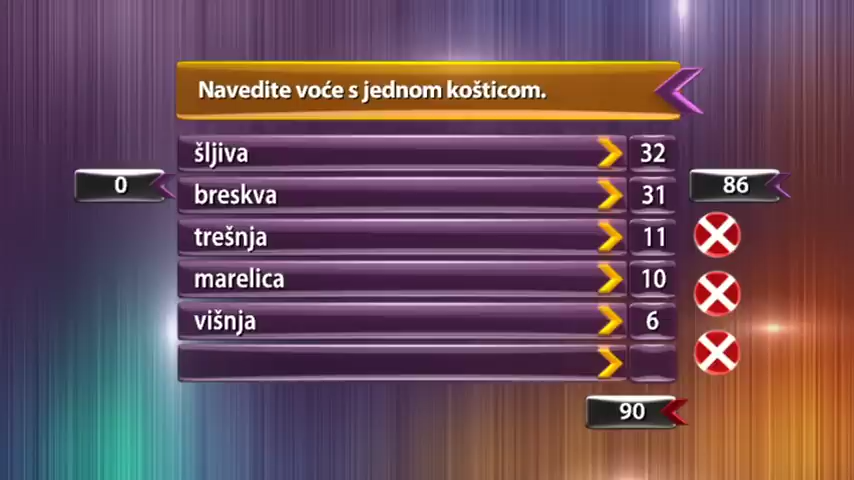 Navedite voće s jednom košticom.
šljiva 32
0
86
breskva 31
trešnja 11
marelica 10
višnja 6
90